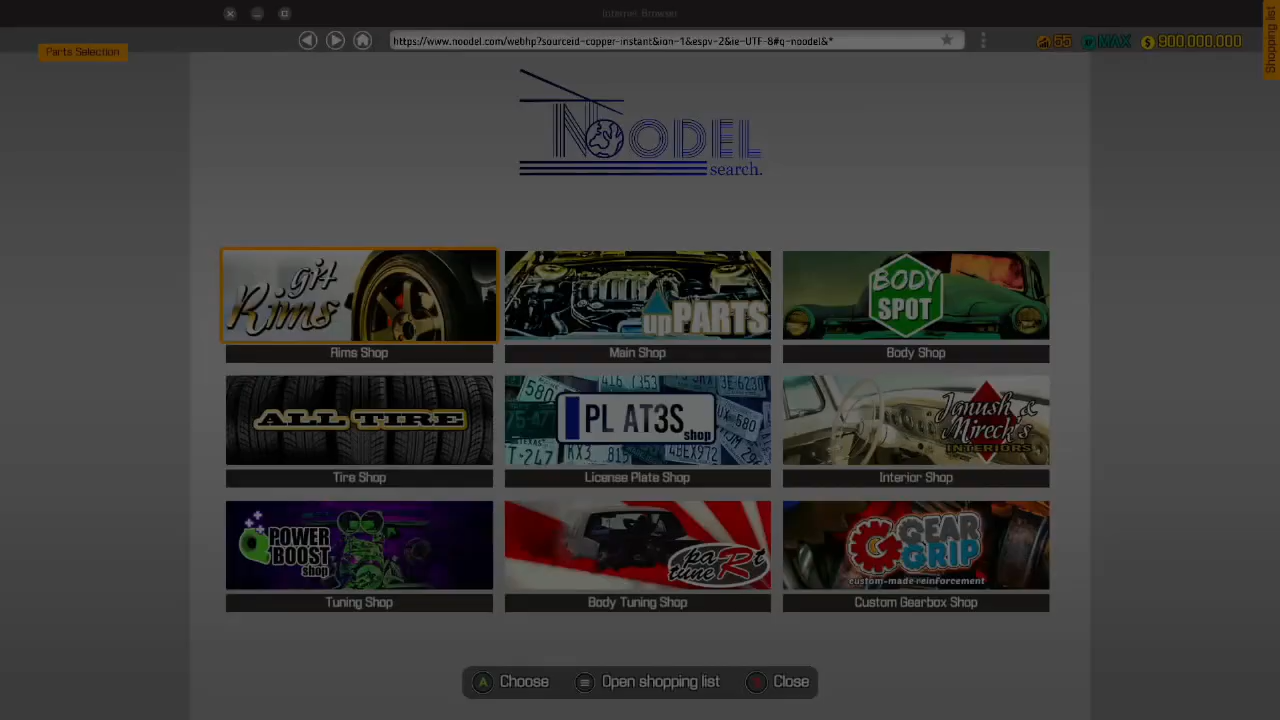 Internet Browser
https://www.noodel.com/webhp?sourceid-copper-instant&ion-1&espv-2&ie-UTF-8#q-noodel&*
Parts Selection
55
MAX
$ 900,000,000
Shopping list
NOODEL
search.
gi4
Rims
upPARTS
BODY
SPOT
Rims Shop
Main Shop
Body Shop
ALL TIRE
PL AT3S
shop
Janush &
Mireck's
INTERIORS
Tire Shop
License Plate Shop
Interior Shop
POWER
BOOST
shop
paRt
tune
GEAR
GRIP
custom-made reinforcement
Tuning Shop
Body Tuning Shop
Custom Gearbox Shop
A Choose
Open shopping list
Close